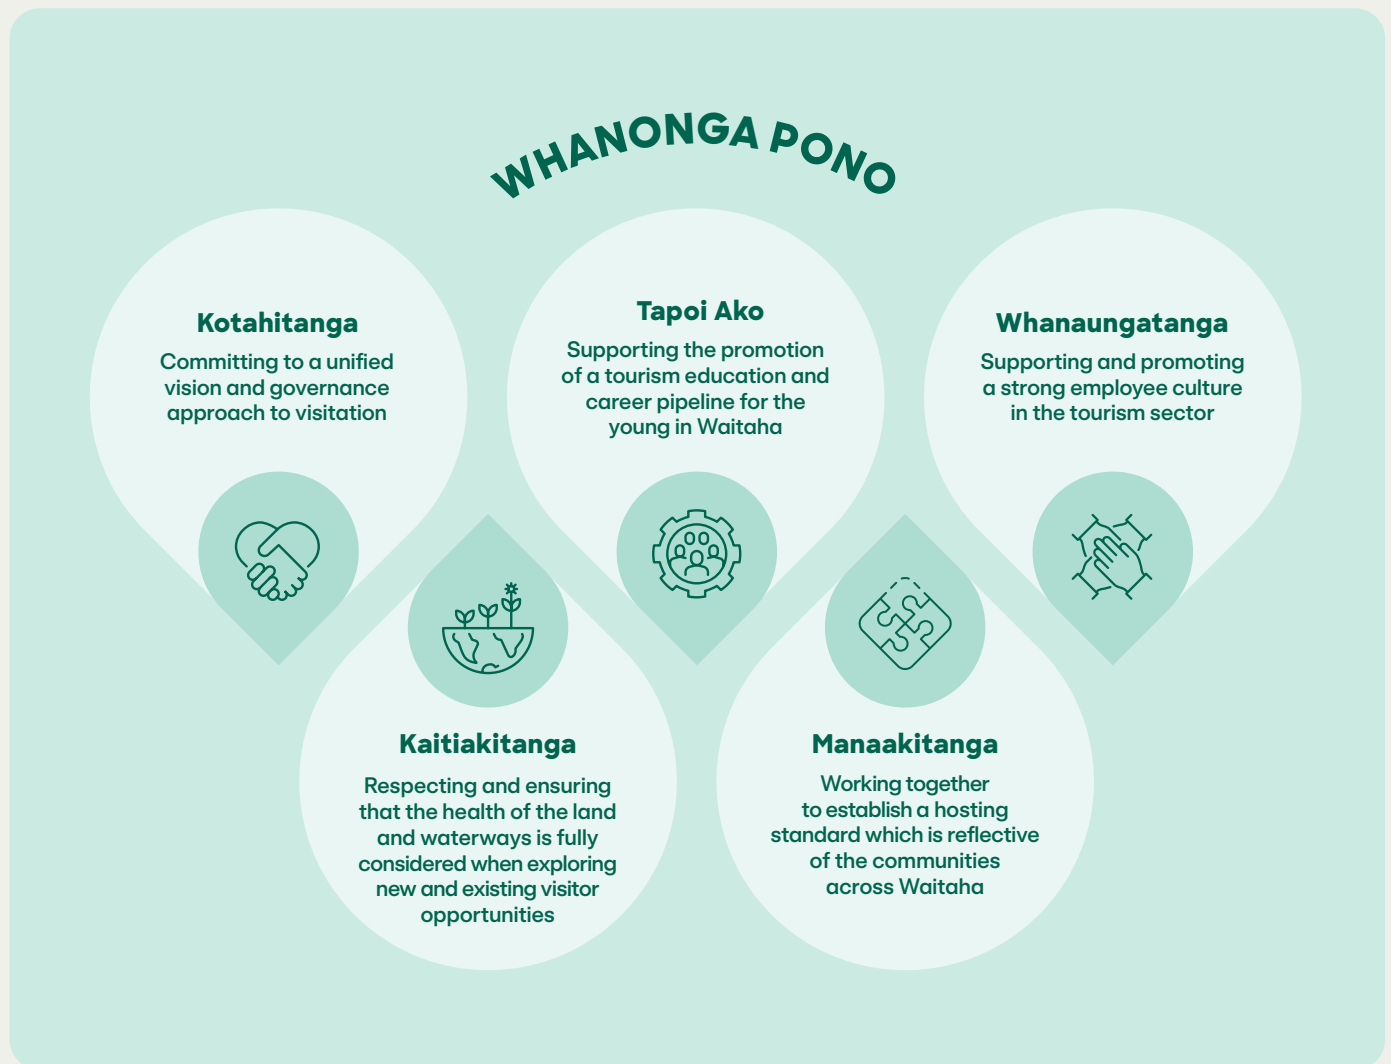 WHANONGA PONO
Kotahitanga
Committing to a unified
vision and governance
approach to visitation
Tapoi Ako
Supporting the promotion
of a tourism education and
career pipeline for the
young in Waitaha
Whanaungatanga
Supporting and promoting
a strong employee culture
in the tourism sector
Kaitiakitanga
Respecting and ensuring
that the health of the land
and waterways is fully
considered when exploring
new and existing visitor
opportunities
Manaakitanga
Working together
to establish a hosting
standard which is reflective
of the communities
across Waitaha